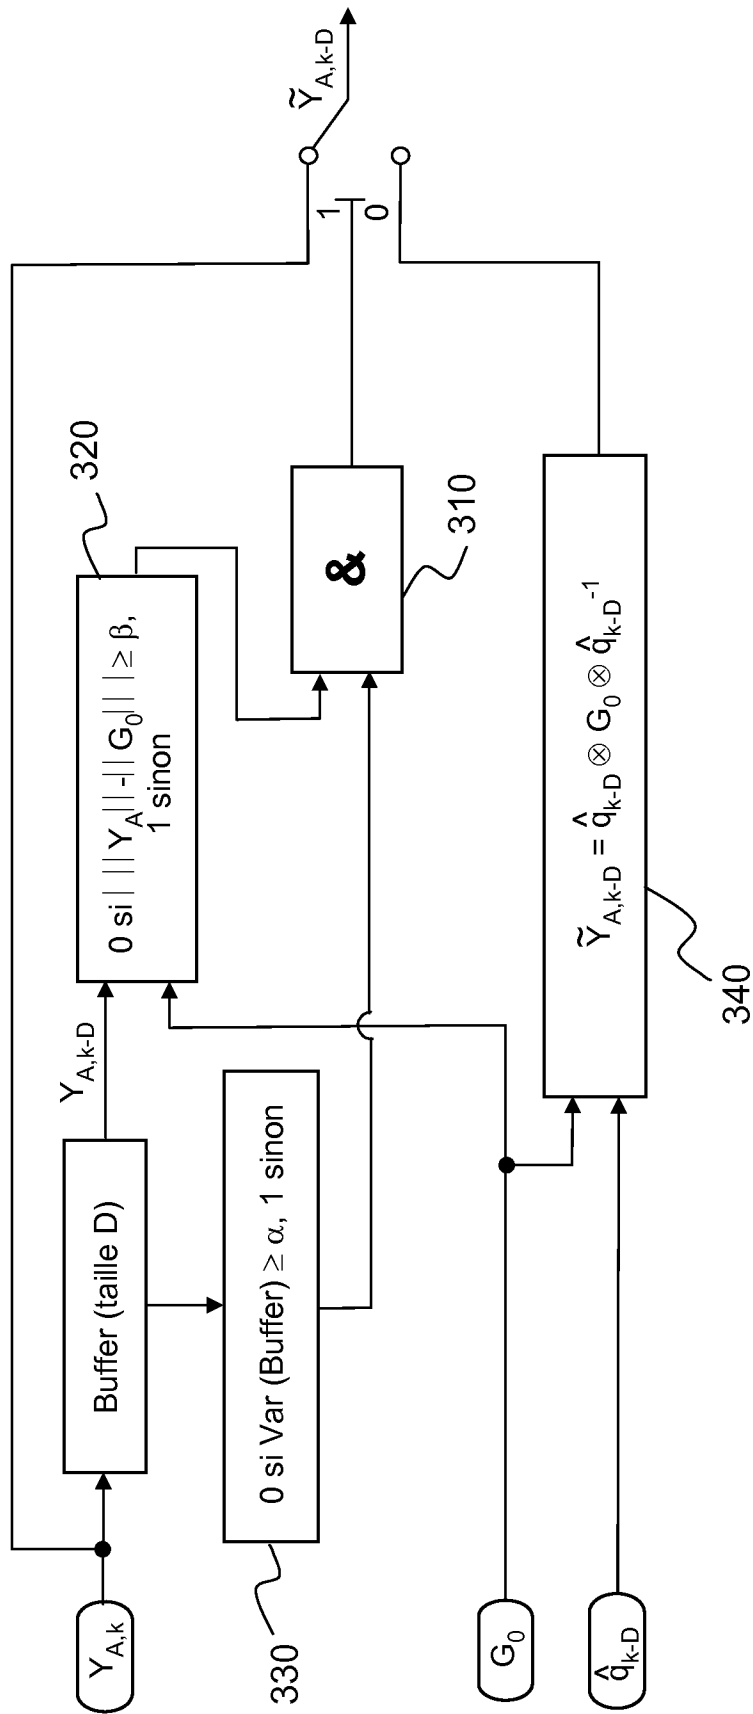 Y_A,k
Buffer (taille D)
Y_A,k-D
0 si | || Y_A || - || G_0 || | ≥ β,
1 sinon
320
330
0 si Var (Buffer) ≥ α, 1 sinon
&
310
1
0
Ỹ_A,k-D
G_0
q̂_k-D
Ỹ_A,k-D = q̂_k-D ⊗ G_0 ⊗ q̂_k-D^-1
340